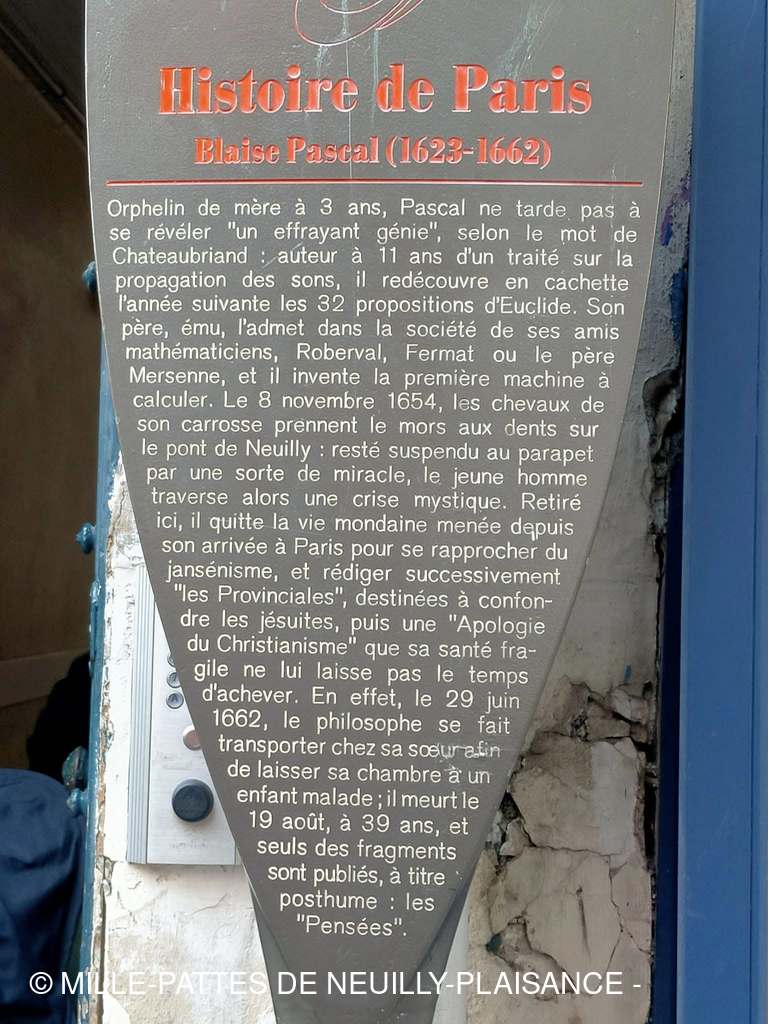 Histoire de Paris
Blaise Pascal (1623-1662)
Orphelin de mère à 3 ans, Pascal ne tarde pas à
se révéler "un effrayant génie", selon le mot de
Chateaubriand : auteur à 11 ans d'un traité sur la
propagation des sons, il redécouvre en cachette
l'année suivante les 32 propositions d'Euclide. Son
père, ému, l'admet dans la société de ses amis
mathématiciens, Roberval, Fermat ou le père
Mersenne, et il invente la première machine à
calculer. Le 8 novembre 1654, les chevaux de
son carrosse prennent le mors aux dents sur
le pont de Neuilly : resté suspendu au parapet
par une sorte de miracle, le jeune homme
traverse alors une crise mystique. Retiré
ici, il quitte la vie mondaine menée depuis
son arrivée à Paris pour se rapprocher du
jansénisme, et rédiger successivement
"les Provinciales", destinées à confon-
dre les jésuites, puis une "Apologie
du Christianisme" que sa santé fra-
gile ne lui laisse pas le temps
d'achever. En effet, le 29 juin
1662, le philosophe se fait
transporter chez sa sœur afin
de laisser sa chambre à un
enfant malade ; il meurt le
19 août, à 39 ans, et
seuls des fragments
sont publiés, à titre
posthume : les
"Pensées".
© MILLE-PATTES DE NEUILLY-PLAISANCE -